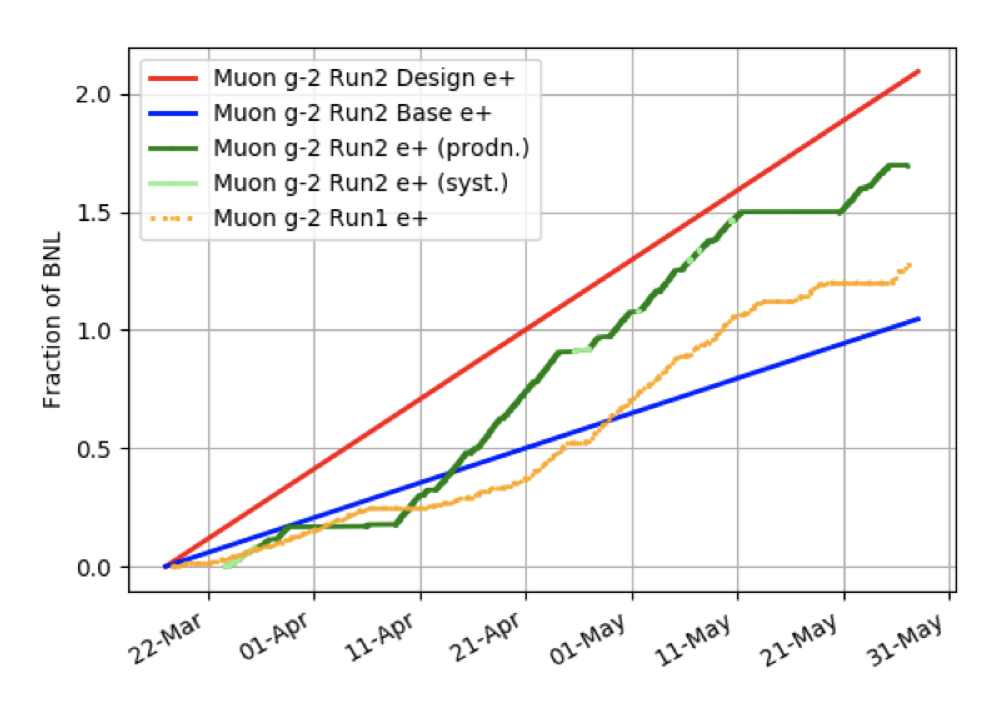 Muon g-2 Run2 Design e+
Muon g-2 Run2 Base e+
Muon g-2 Run2 e+ (prodn.)
Muon g-2 Run2 e+ (syst.)
Muon g-2 Run1 e+
Fraction of BNL
2.0
1.5
1.0
0.5
0.0
22-Mar
01-Apr
11-Apr
21-Apr
01-May
11-May
21-May
31-May